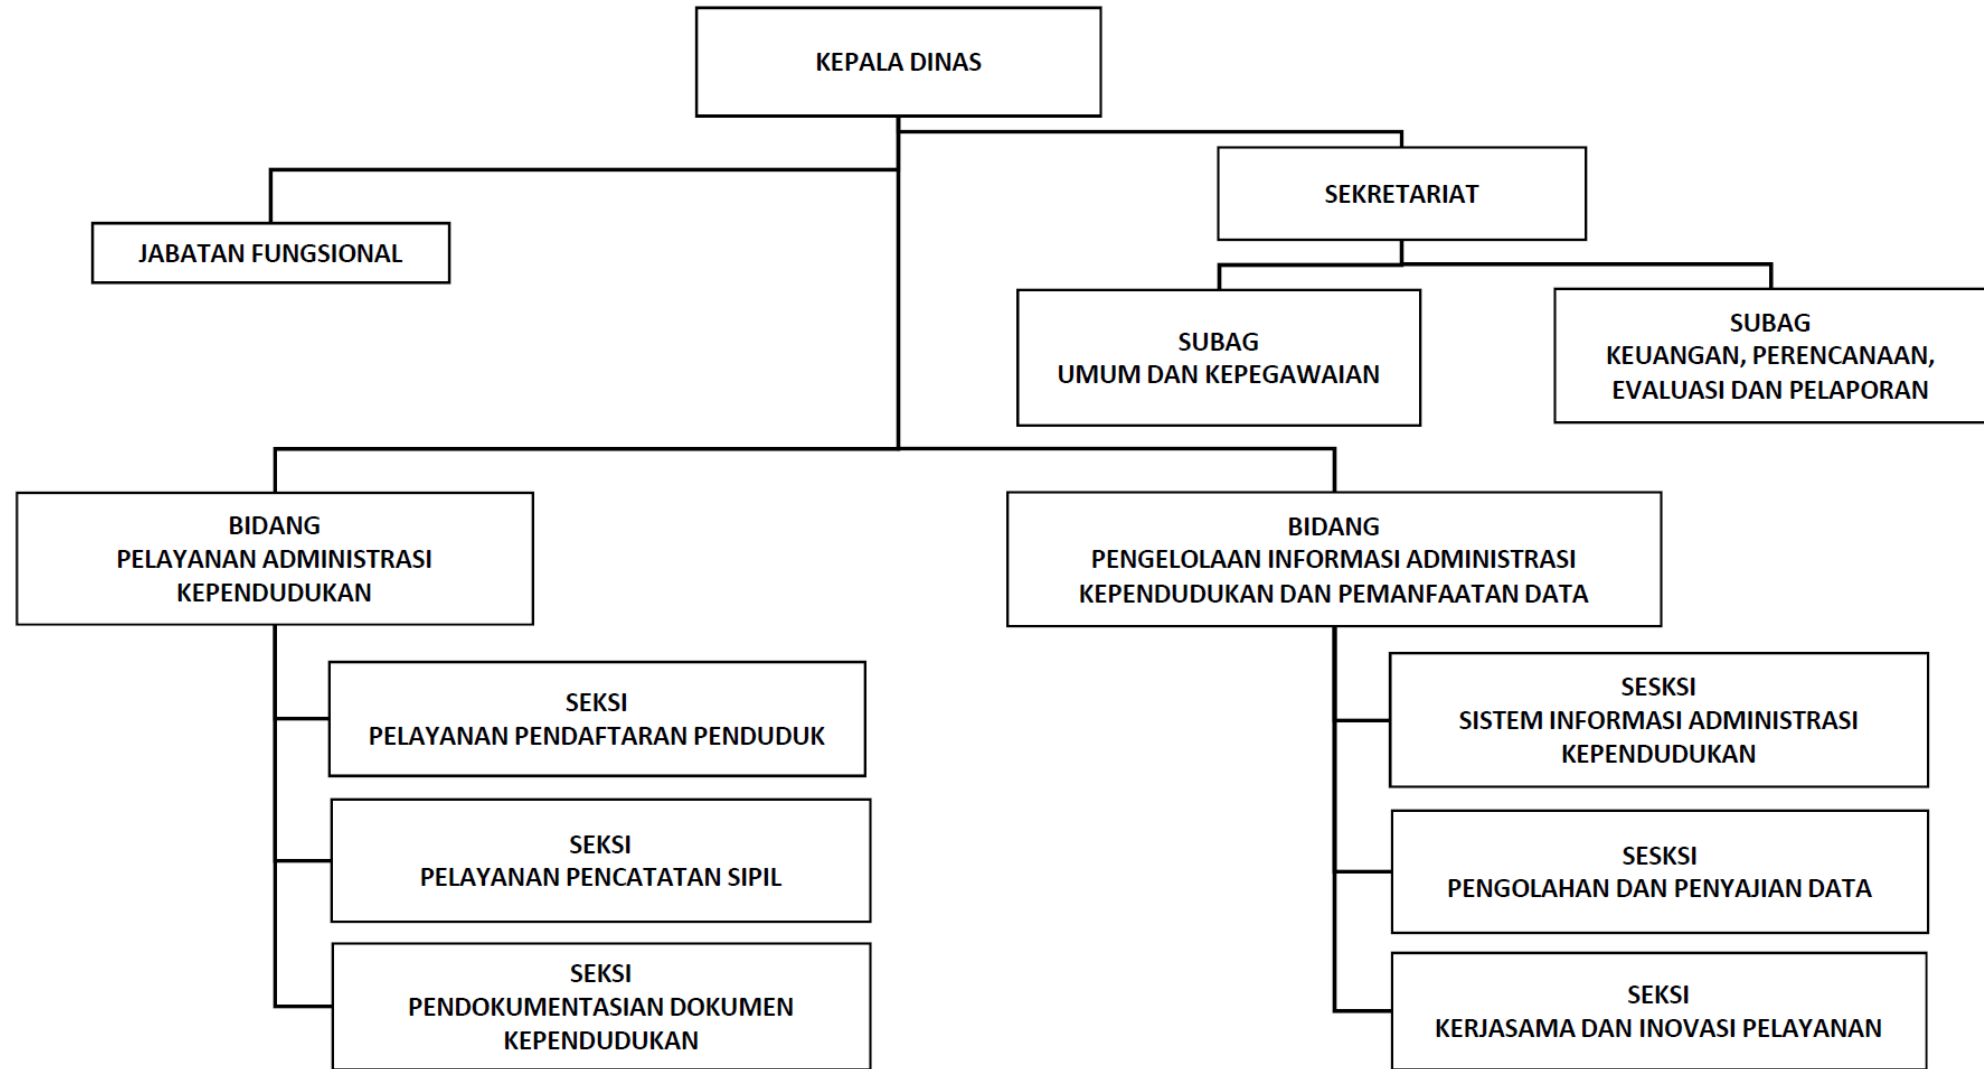 KEPALA DINAS
SEKRETARIAT
JABATAN FUNGSIONAL
SUBAG
UMUM DAN KEPEGAWAIAN
SUBAG
KEUANGAN, PERENCANAAN,
EVALUASI DAN PELAPORAN
BIDANG
PELAYANAN ADMINISTRASI
KEPENDUDUKAN
BIDANG
PENGELOLAAN INFORMASI ADMINISTRASI
KEPENDUDUKAN DAN PEMANFAATAN DATA
SEKSI
PELAYANAN PENDAFTARAN PENDUDUK
SEKSI
PELAYANAN PENCATATAN SIPIL
SEKSI
PENDOKUMENTASIAN DOKUMEN
KEPENDUDUKAN
SESKSI
SISTEM INFORMASI ADMINISTRASI
KEPENDUDUKAN
SESKSI
PENGOLAHAN DAN PENYAJIAN DATA
SEKSI
KERJASAMA DAN INOVASI PELAYANAN